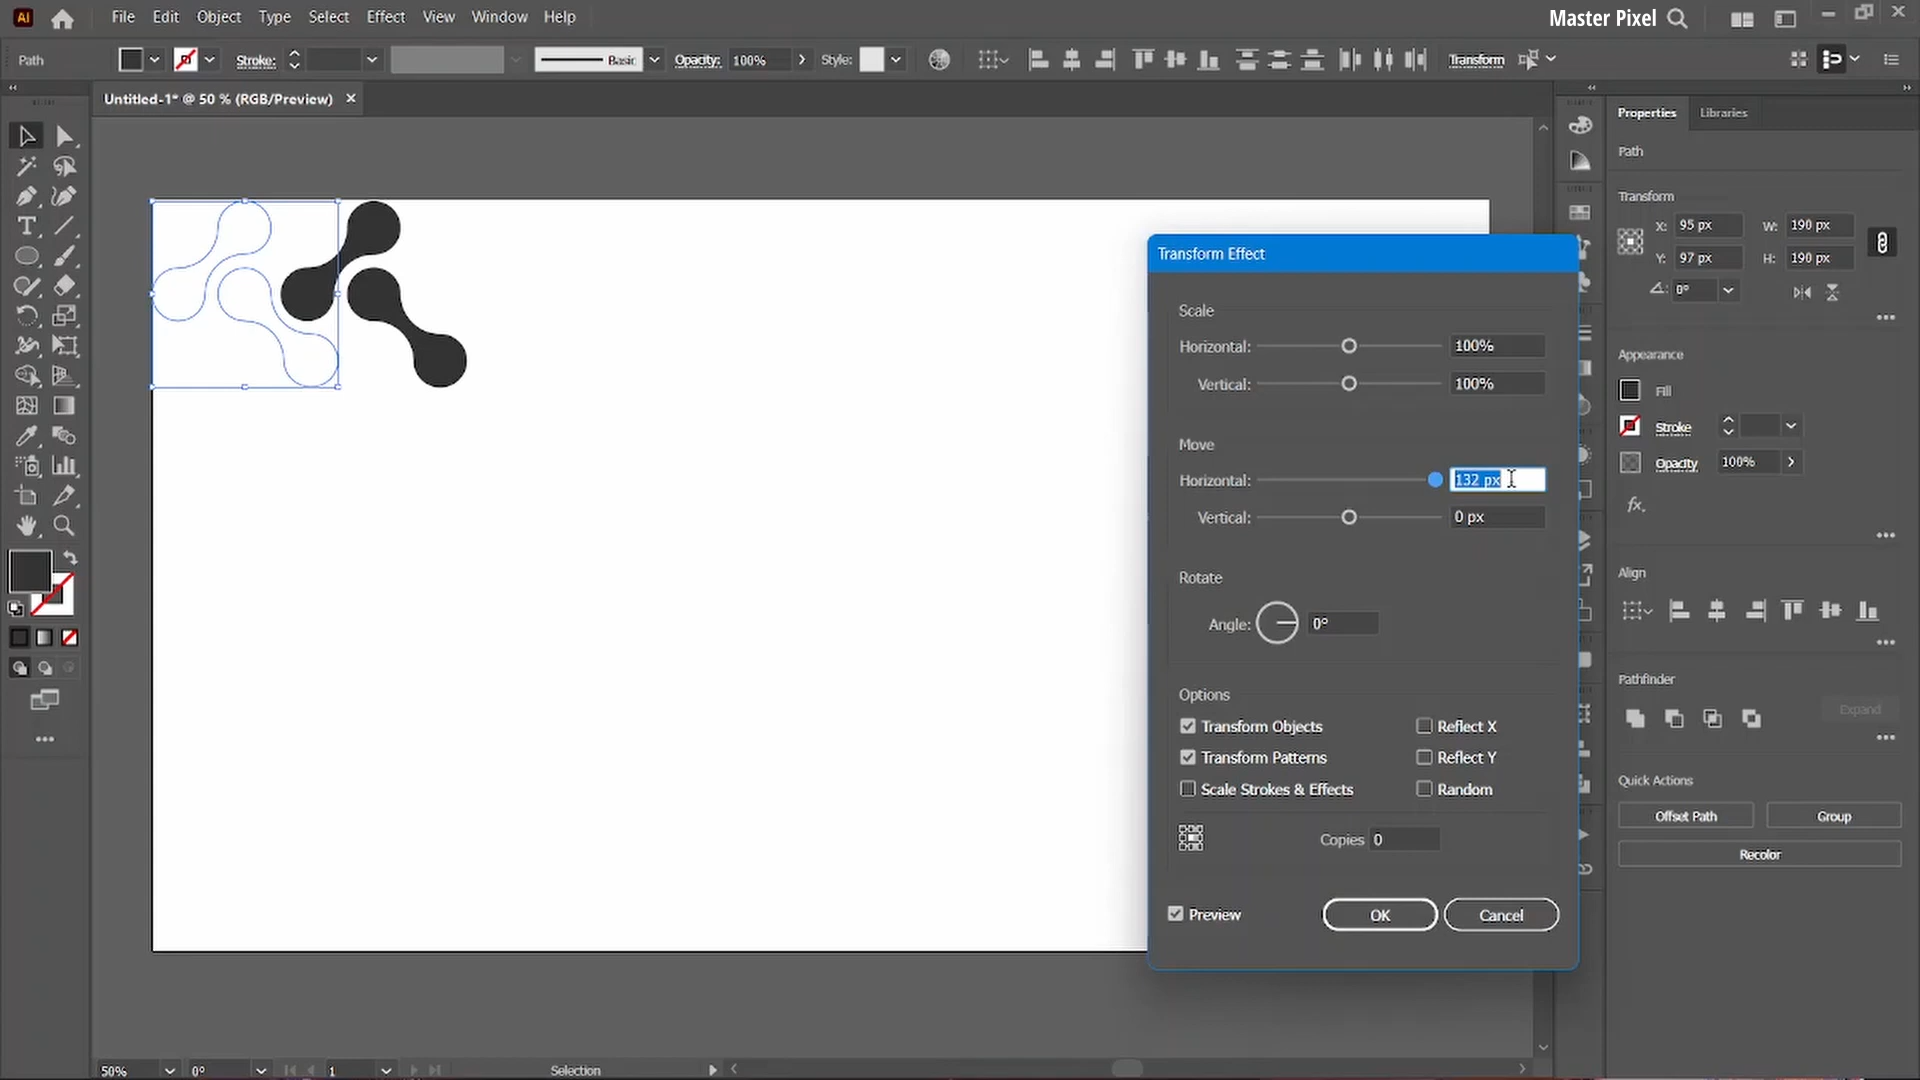 Ai File Edit Object Type Select Effect View Window Help Master Pixel
Path Stroke: Basic Opacity: 100% Style: Transform
Untitled-1* @ 50 % (RGB/Preview)
Properties Libraries
Path
Transform
X: 95 px W: 190 px
Y: 97 px H: 190 px
0°
Appearance
Fill
Stroke
Opacity 100%
fx.
Align
Pathfinder
Expand
Quick Actions
Offset Path Group
Recolor
Transform Effect
Scale
Horizontal: 100%
Vertical: 100%
Move
Horizontal: 132 px
Vertical: 0 px
Rotate
Angle: 0°
Options
Transform Objects Reflect X
Transform Patterns Reflect Y
Scale Strokes & Effects Random
Copies 0
Preview OK Cancel
50% 0° 1 Selection